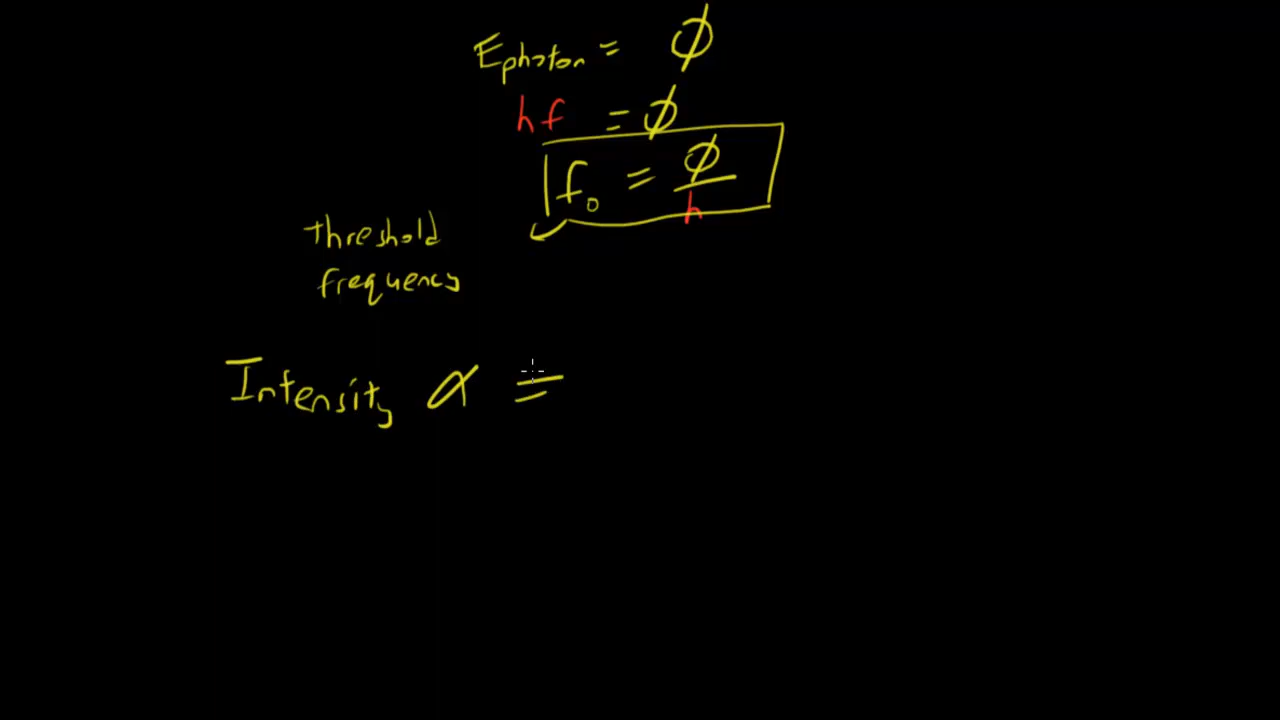 Ephoton = ϕ
hf = ϕ
f₀ = ϕ/h
threshold
frequency
Intensity α =